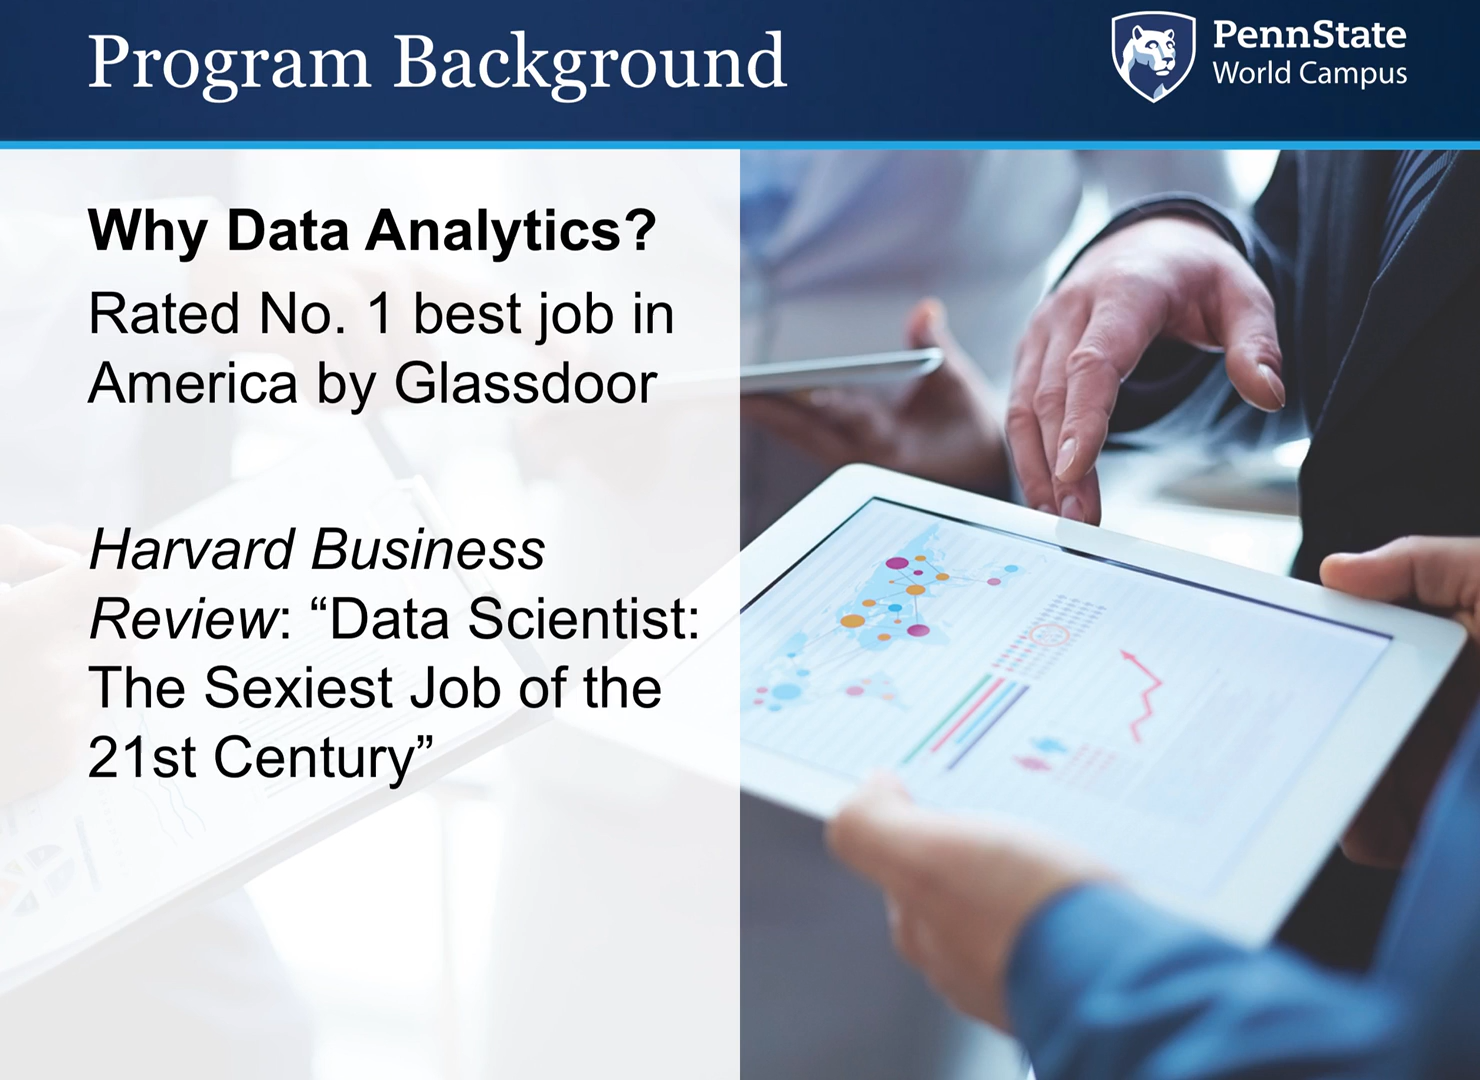 Program Background
PennState
World Campus
Why Data Analytics?
Rated No. 1 best job in
America by Glassdoor
Harvard Business
Review: “Data Scientist:
The Sexiest Job of the
21st Century”